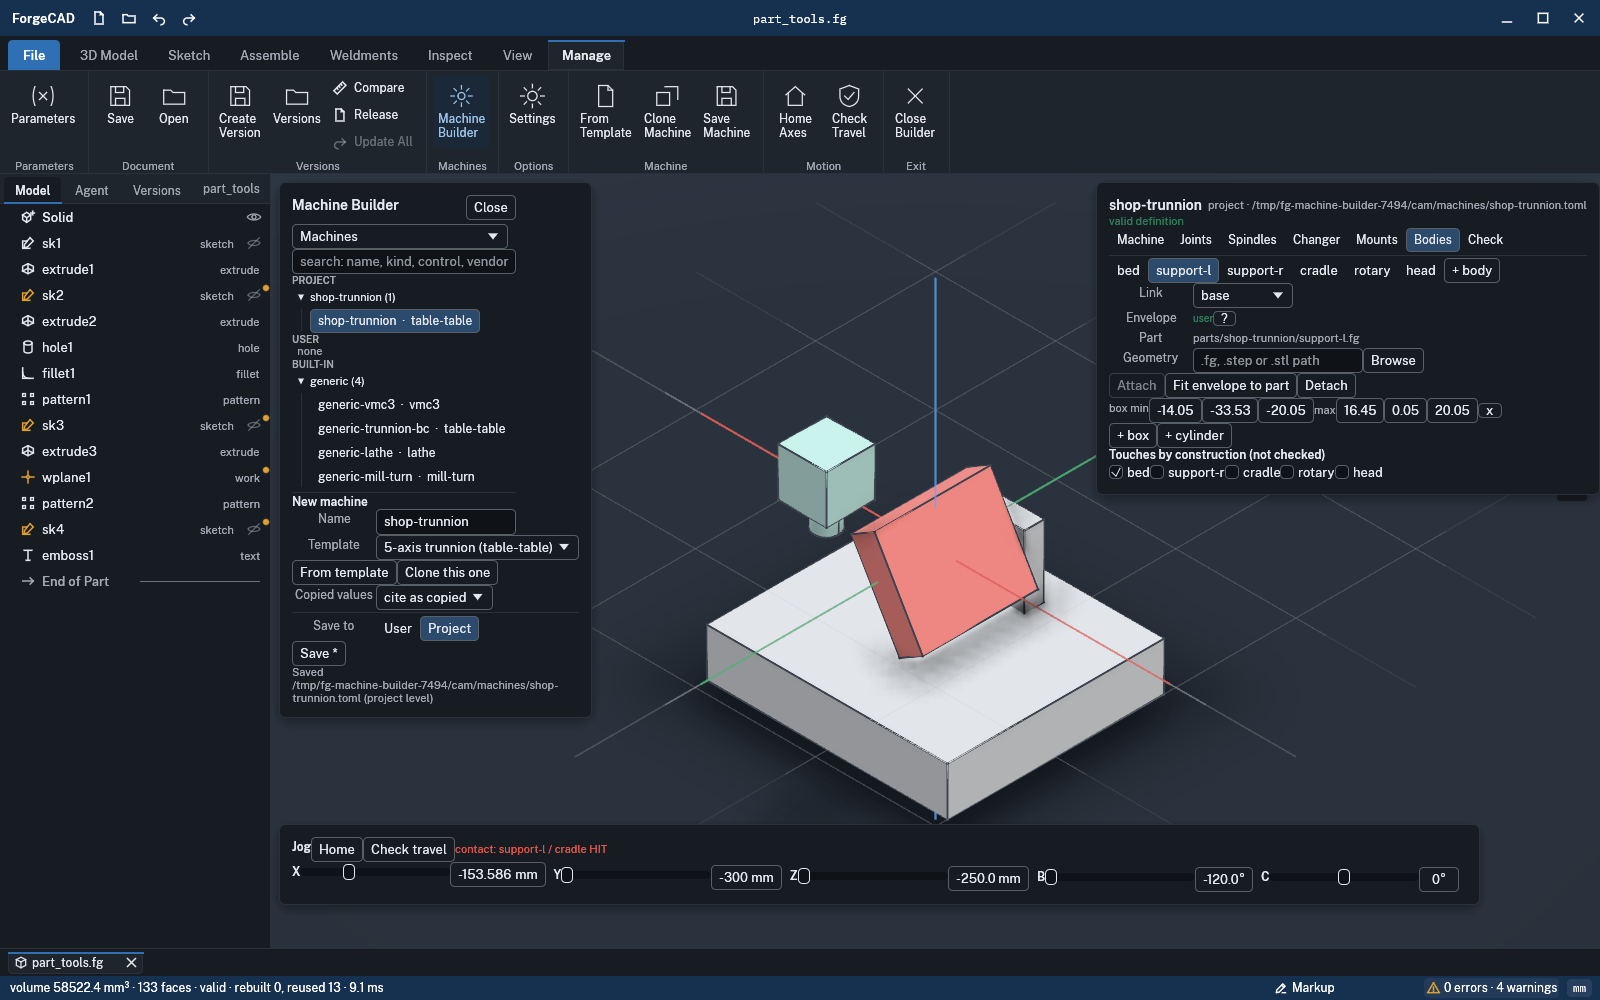 ForgeCAD
part_tools.fg
File 3D Model Sketch Assemble Weldments Inspect View Manage
Parameters Save Open Create Version Versions Compare Release Update All Machine Builder Settings From Template Clone Machine Save Machine Home Axes Check Travel Close Builder
Parameters Document Versions Machines Options Machine Motion Exit
Model Agent Versions part_tools
Solid
sk1 sketch
extrude1 extrude
sk2 sketch
extrude2 extrude
hole1 hole
fillet1 fillet
pattern1 pattern
sk3 sketch
extrude3 extrude
wplane1 work
pattern2 pattern
sk4 sketch
emboss1 text
End of Part
Machine Builder Close
Machines
search: name, kind, control, vendor
PROJECT
shop-trunnion (1)
shop-trunnion · table-table
USER
none
BUILT-IN
generic (4)
generic-vmc3 · vmc3
generic-trunnion-bc · table-table
generic-lathe · lathe
generic-mill-turn · mill-turn
New machine
Name shop-trunnion
Template 5-axis trunnion (table-table)
From template Clone this one
Copied values cite as copied
Save to User Project
Save *
Saved
/tmp/fg-machine-builder-7494/cam/machines/shop-
trunnion.toml (project level)
shop-trunnion project · /tmp/fg-machine-builder-7494/cam/machines/shop-trunnion.toml
valid definition
Machine Joints Spindles Changer Mounts Bodies Check
bed support-l support-r cradle rotary head + body
Link base
Envelope user ?
Part parts/shop-trunnion/support-l.fg
Geometry .fg, .step or .stl path Browse
Attach Fit envelope to part Detach
box min -14.05 -33.53 -20.05 max 16.45 0.05 20.05 x
+ box + cylinder
Touches by construction (not checked)
bed support-r cradle rotary head
Jog Home Check travel contact: support-l / cradle HIT
X -153.586 mm Y -300 mm Z -250.0 mm B -120.0° C 0°
part_tools.fg
volume 58522.4 mm³ · 133 faces · valid · rebuilt 0, reused 13 · 9.1 ms
Markup
0 errors · 4 warnings mm